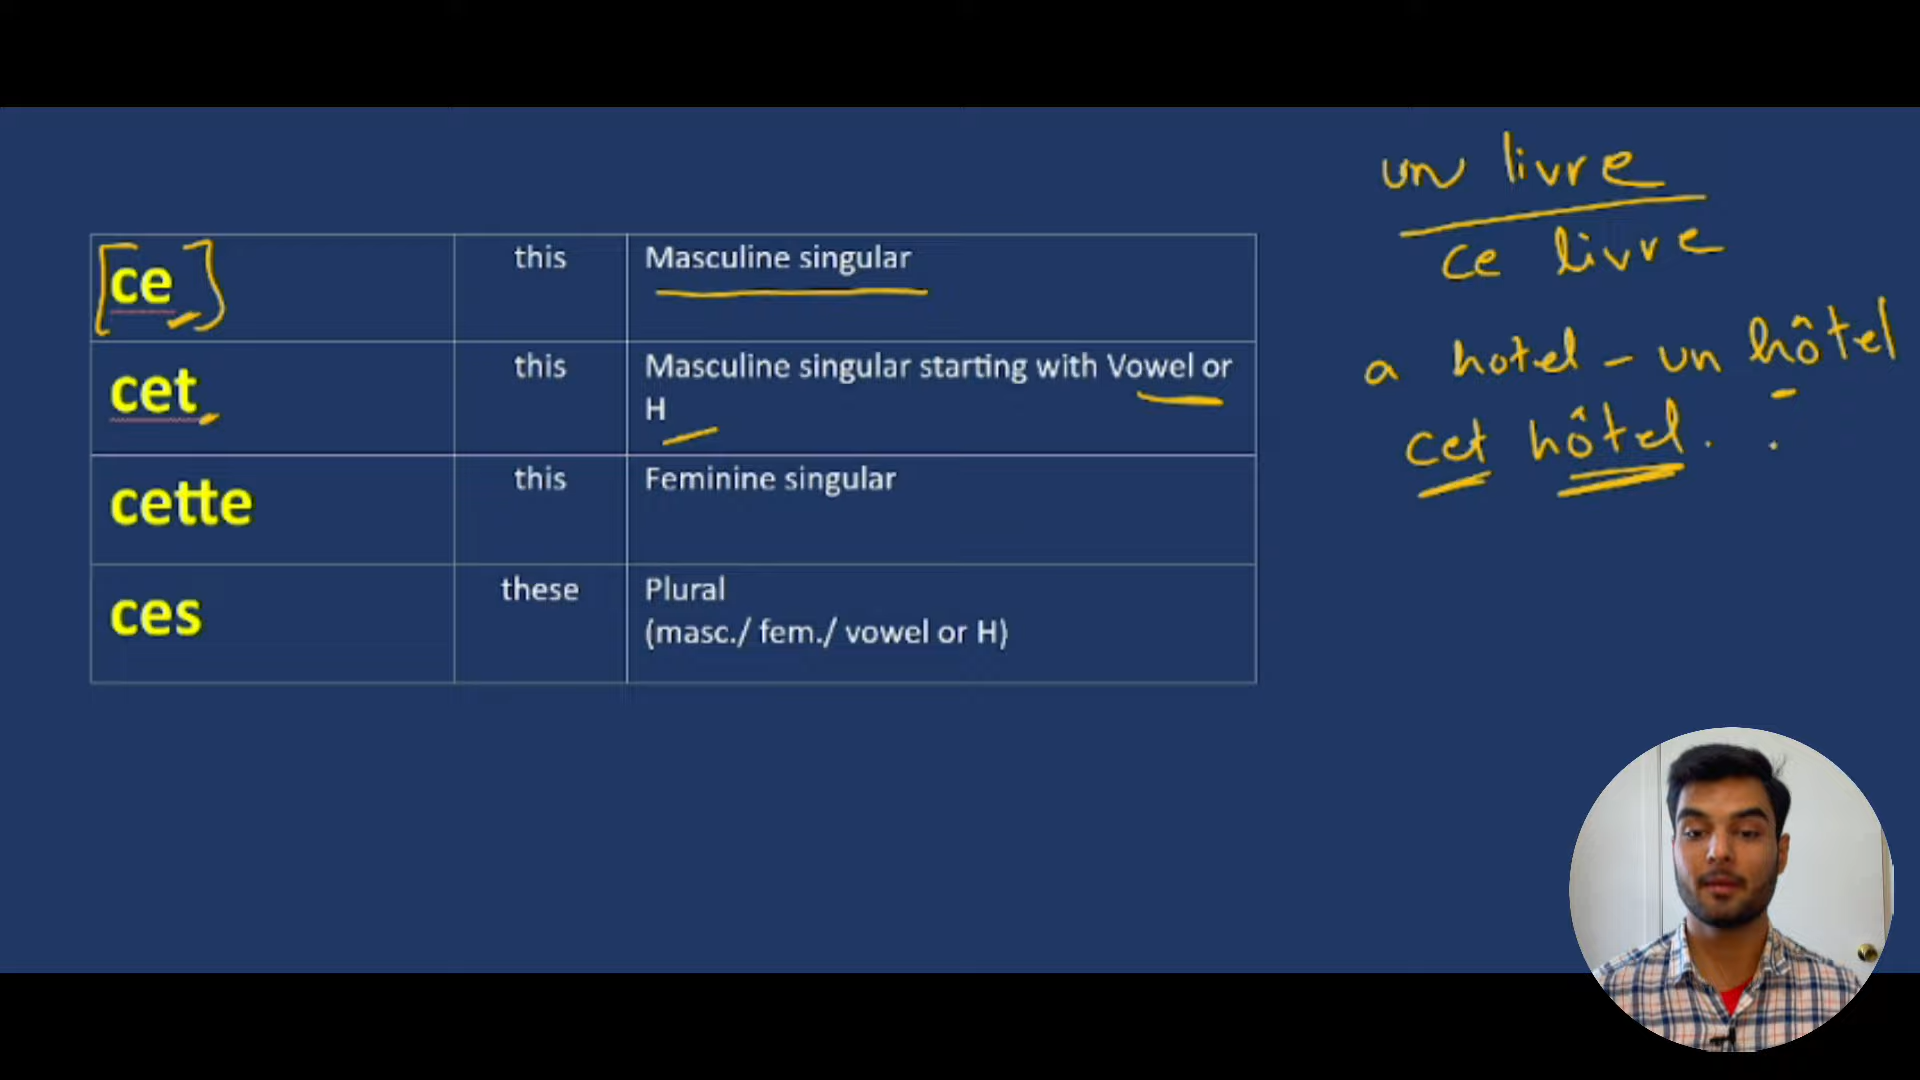 ce
this
Masculine singular
cet
this
Masculine singular starting with Vowel or
H
cette
this
Feminine singular
ces
these
Plural
(masc./ fem./ vowel or H)
un livre
ce livre
a hotel - un hôtel
cet hôtel.